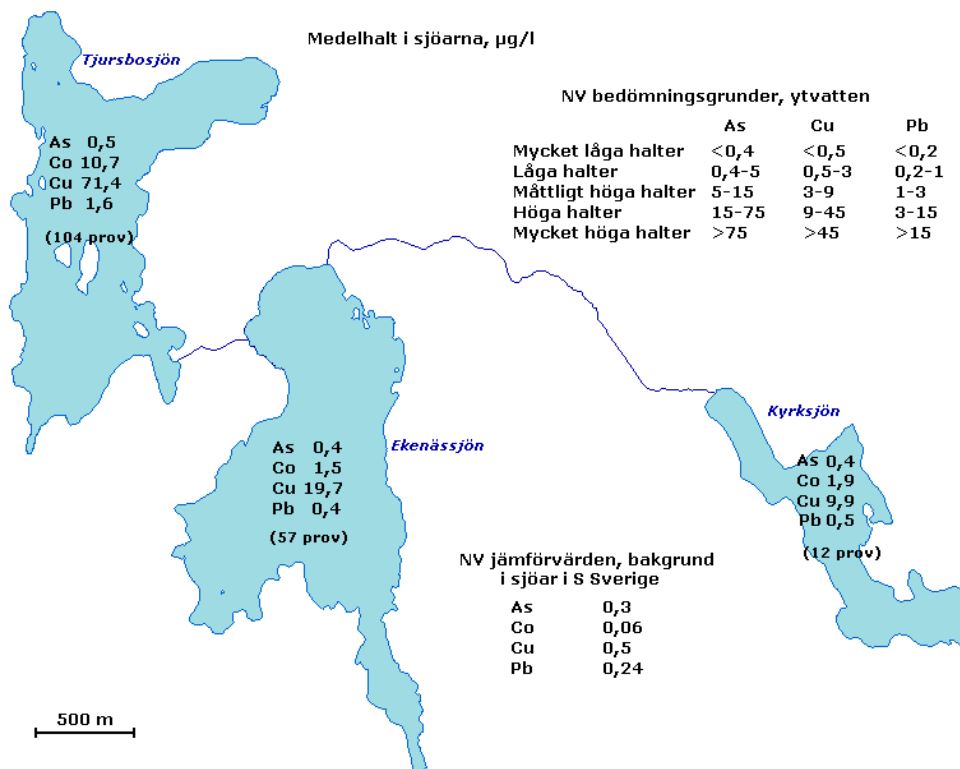 Medelhalt i sjöarna, µg/l
Tjursbosjön
As 0,5
Co 10,7
Cu 71,4
Pb 1,6
(104 prov)
NV bedömningsgrunder, ytvatten
As Cu Pb
Mycket låga halter <0,4 <0,5 <0,2
Låga halter 0,4-5 0,5-3 0,2-1
Måttligt höga halter 5-15 3-9 1-3
Höga halter 15-75 9-45 3-15
Mycket höga halter >75 >45 >15
Ekenässjön
As 0,4
Co 1,5
Cu 19,7
Pb 0,4
(57 prov)
Kyrksjön
As 0,4
Co 1,9
Cu 9,9
Pb 0,5
(12 prov)
NV jämförvärden, bakgrund
i sjöar i S Sverige
As 0,3
Co 0,06
Cu 0,5
Pb 0,24
500 m